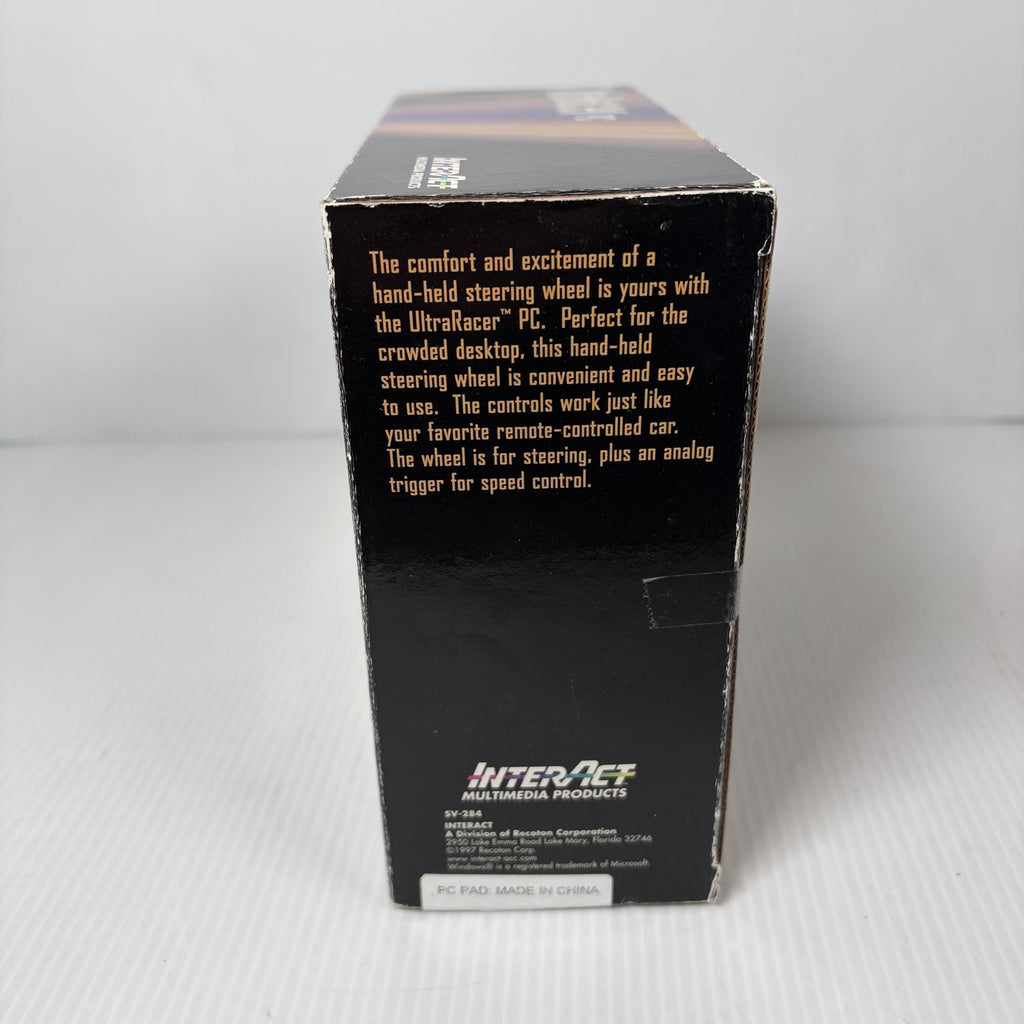 INTERACT
MULTIMEDIA PRODUCTS
The comfort and excitement of a
hand-held steering wheel is yours with
the UltraRacer™ PC. Perfect for the
crowded desktop, this hand-held
steering wheel is convenient and easy
to use. The controls work just like
your favorite remote-controlled car.
The wheel is for steering, plus an analog
trigger for speed control.
INTERACT
MULTIMEDIA PRODUCTS
SV-284
INTERACT
A Division of Recoton Corporation
2950 Lake Emma Road Lake Mary, Florida 32746
©1997 Recoton Corp.
www.interact-acc.com
Windows® is a registered trademark of Microsoft.
PC PAD: MADE IN CHINA